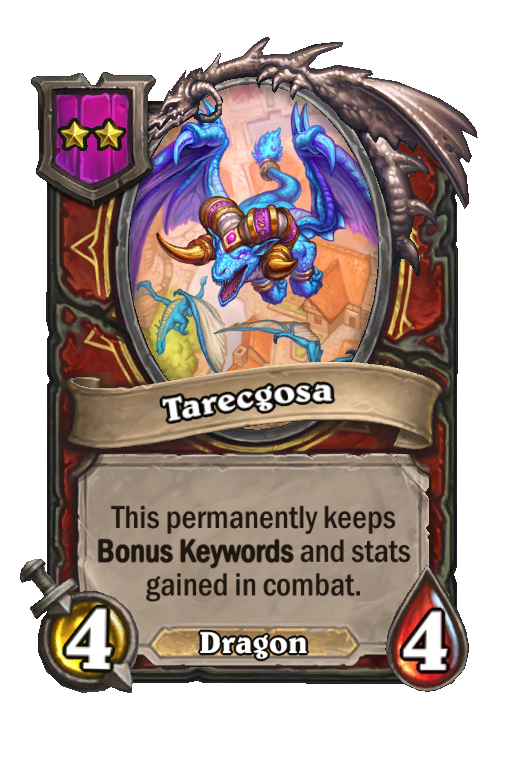 Tarecgosa
This permanently keeps
Bonus Keywords and stats
gained in combat.
4
Dragon
4